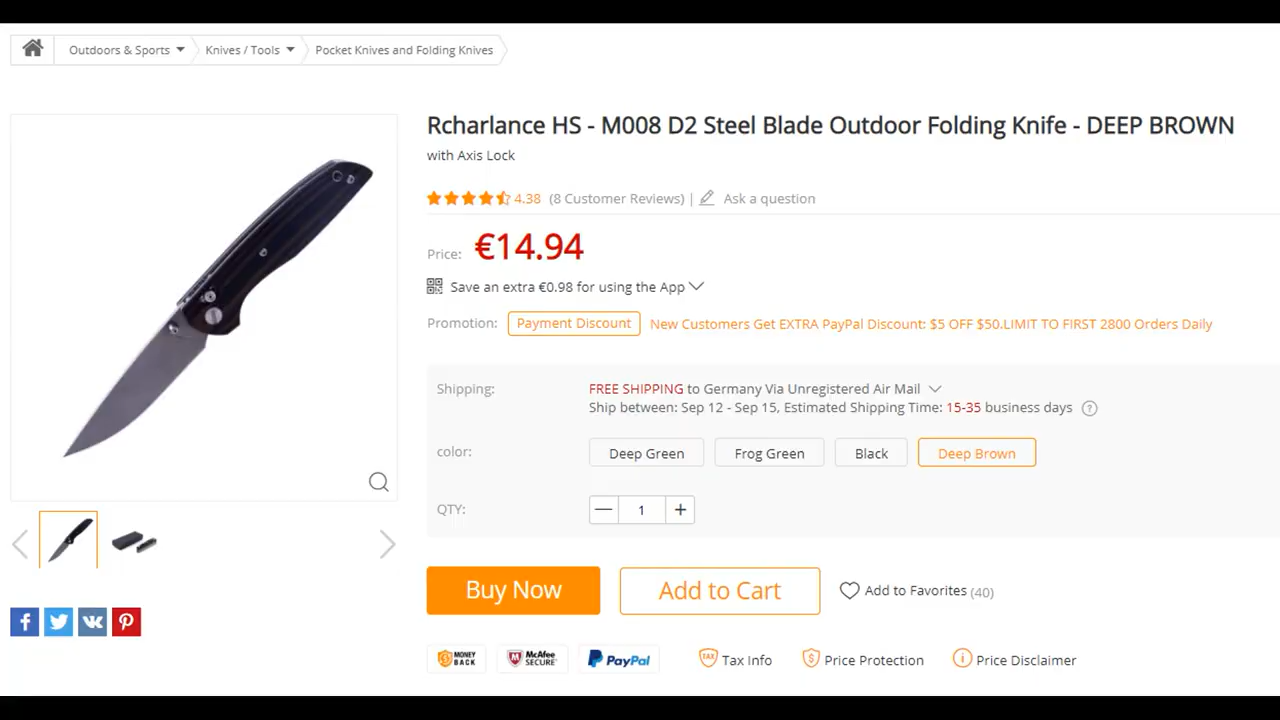 Outdoors & Sports
Knives / Tools
Pocket Knives and Folding Knives
Rcharlance HS - M008 D2 Steel Blade Outdoor Folding Knife - DEEP BROWN
with Axis Lock
4.38 (8 Customer Reviews) | Ask a question
Price: €14.94
Save an extra €0.98 for using the App
Promotion: Payment Discount New Customers Get EXTRA PayPal Discount: $5 OFF $50.LIMIT TO FIRST 2800 Orders Daily
Shipping: FREE SHIPPING to Germany Via Unregistered Air Mail
Ship between: Sep 12 - Sep 15, Estimated Shipping Time: 15-35 business days ?
color: Deep Green Frog Green Black Deep Brown
QTY: — 1 +
Buy Now Add to Cart Add to Favorites (40)
MONEY BACK McAfee SECURE PayPal TAX Tax Info Price Protection Price Disclaimer